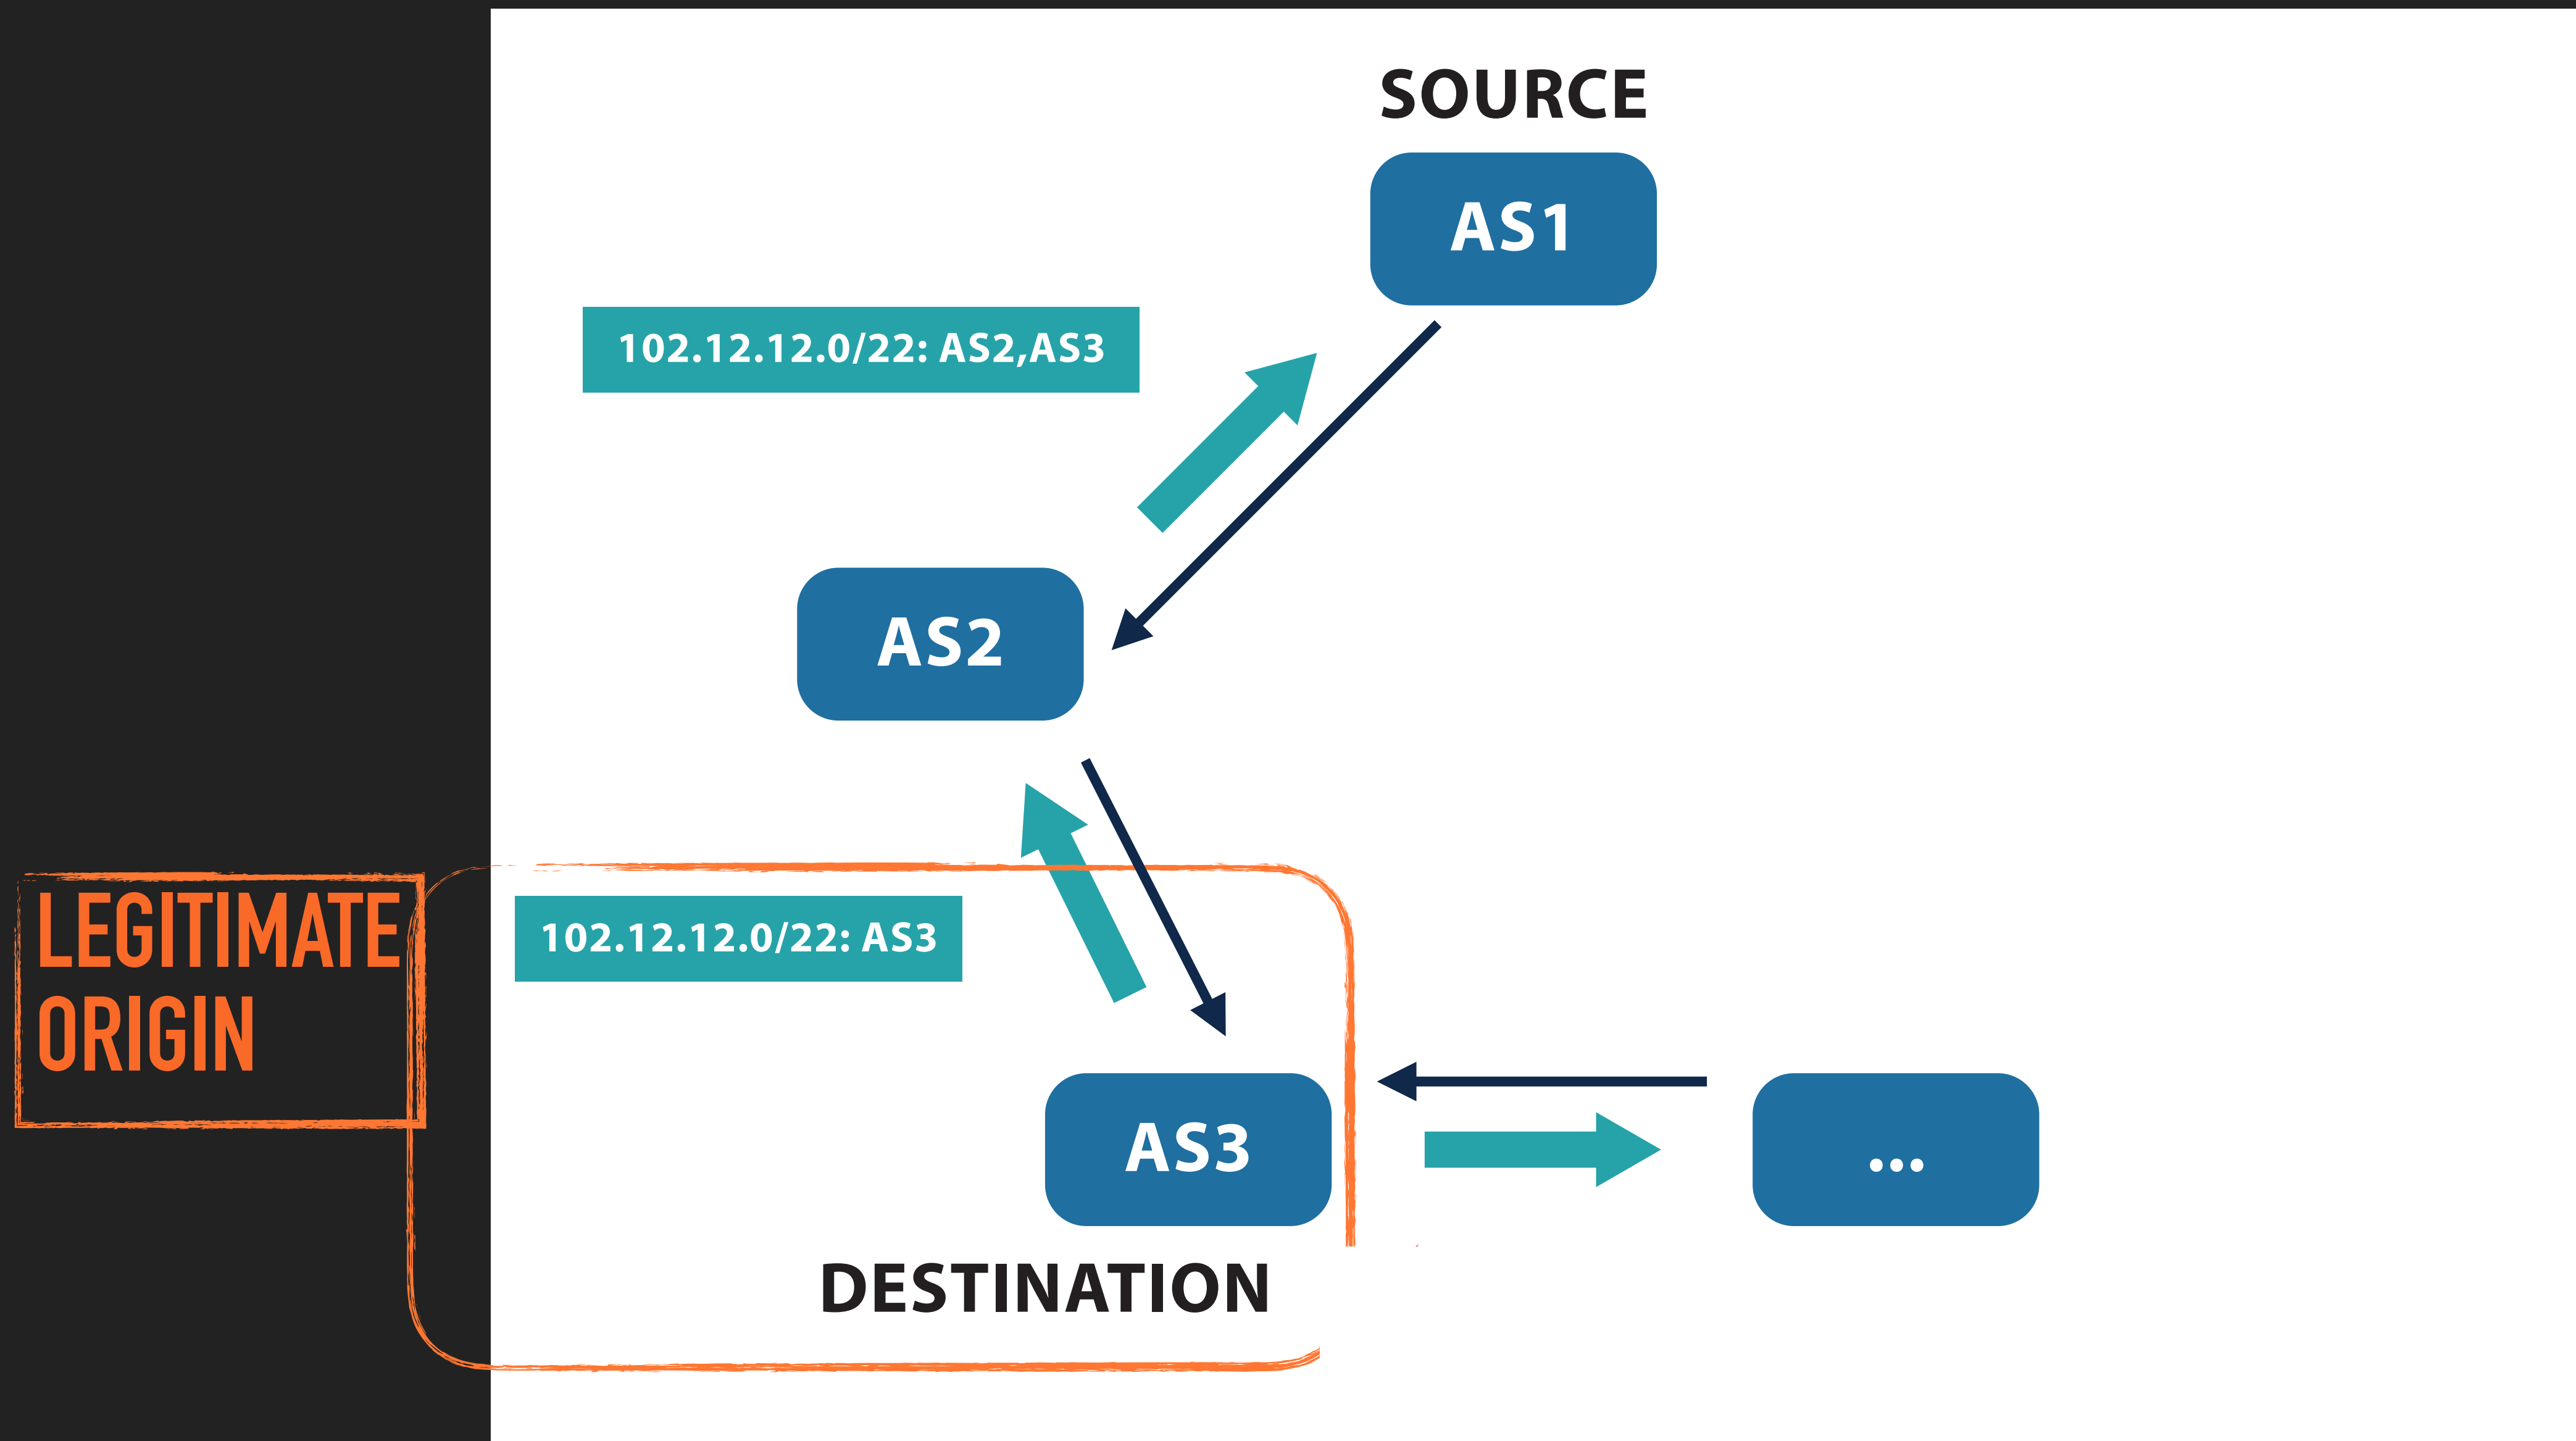 SOURCE
AS1
102.12.12.0/22: AS2,AS3
AS2
LEGITIMATE
ORIGIN
102.12.12.0/22: AS3
AS3
...
DESTINATION